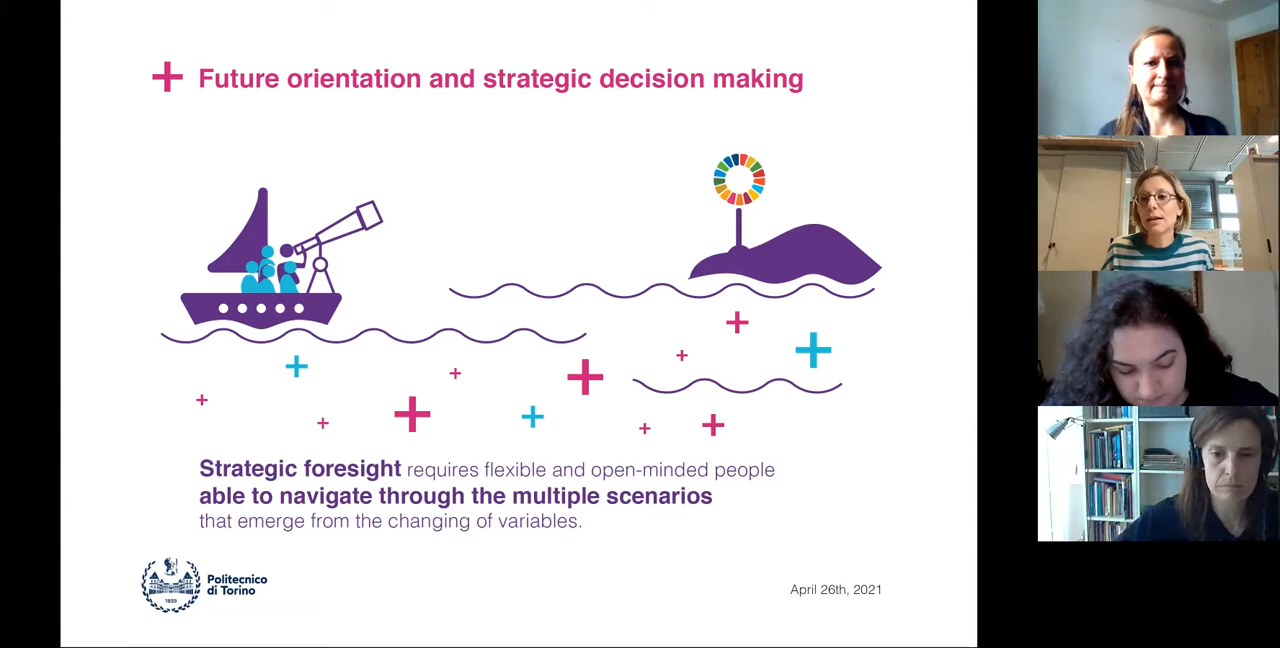 Future orientation and strategic decision making
Strategic foresight requires flexible and open-minded people
able to navigate through the multiple scenarios
that emerge from the changing of variables.
1859
Politecnico
di Torino
April 26th, 2021